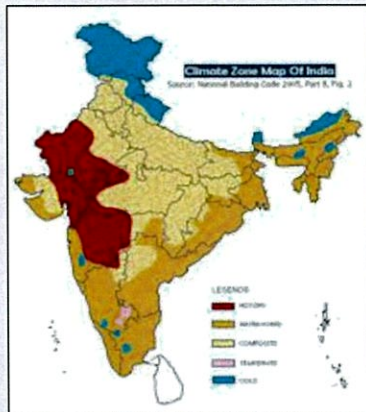 Climate Zone Map Of India
Source: National Building Code 2005, Part 8, Fig. 2
LEGENDS
HOT-DRY
WARM-HUMID
COMPOSITE
TEMPERATE
COLD